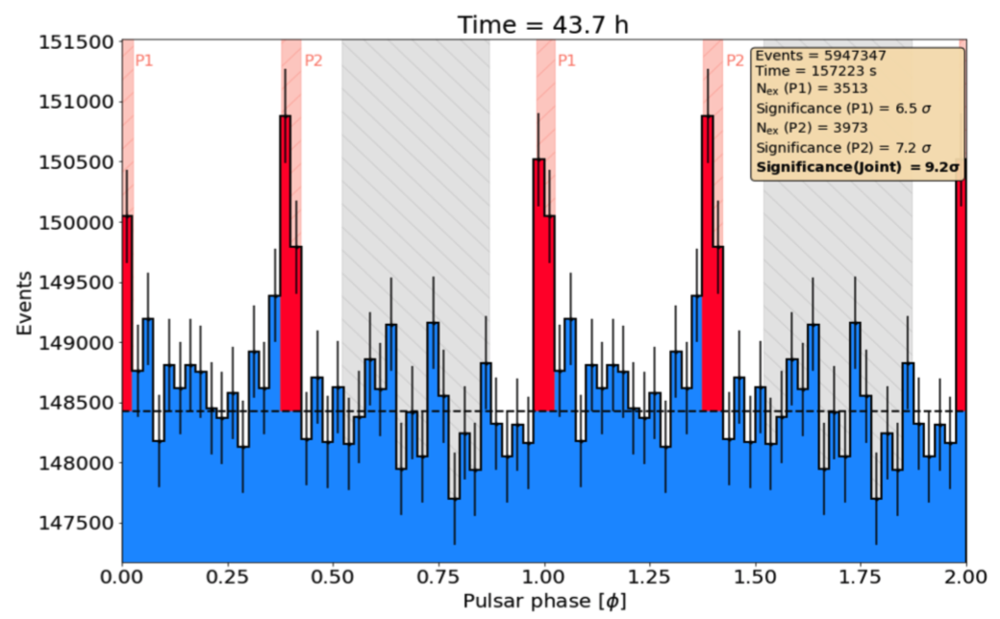 Time = 43.7 h
151500
151000
150500
150000
149500
149000
148500
148000
147500
Events
P1
P2
P1
P2
Events = 5947347
Time = 157223 s
Nex (P1) = 3513
Significance (P1) = 6.5 σ
Nex (P2) = 3973
Significance (P2) = 7.2 σ
Significance(Joint) = 9.2σ
0.00 0.25 0.50 0.75 1.00 1.25 1.50 1.75 2.00
Pulsar phase [ϕ]